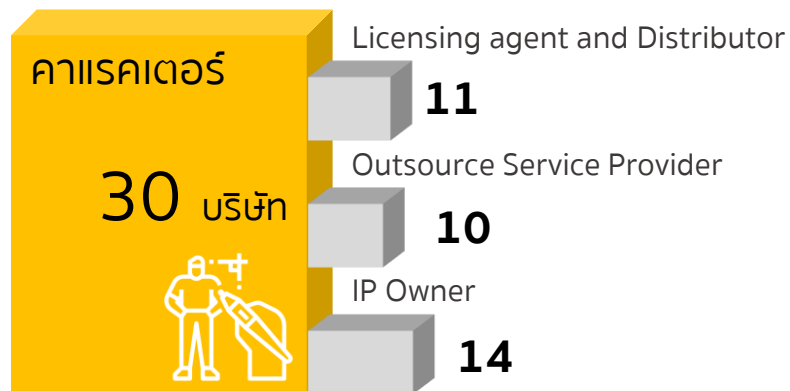 คาแรคเตอร์
30 บริษัท
Licensing agent and Distributor
11
Outsource Service Provider
10
IP Owner
14